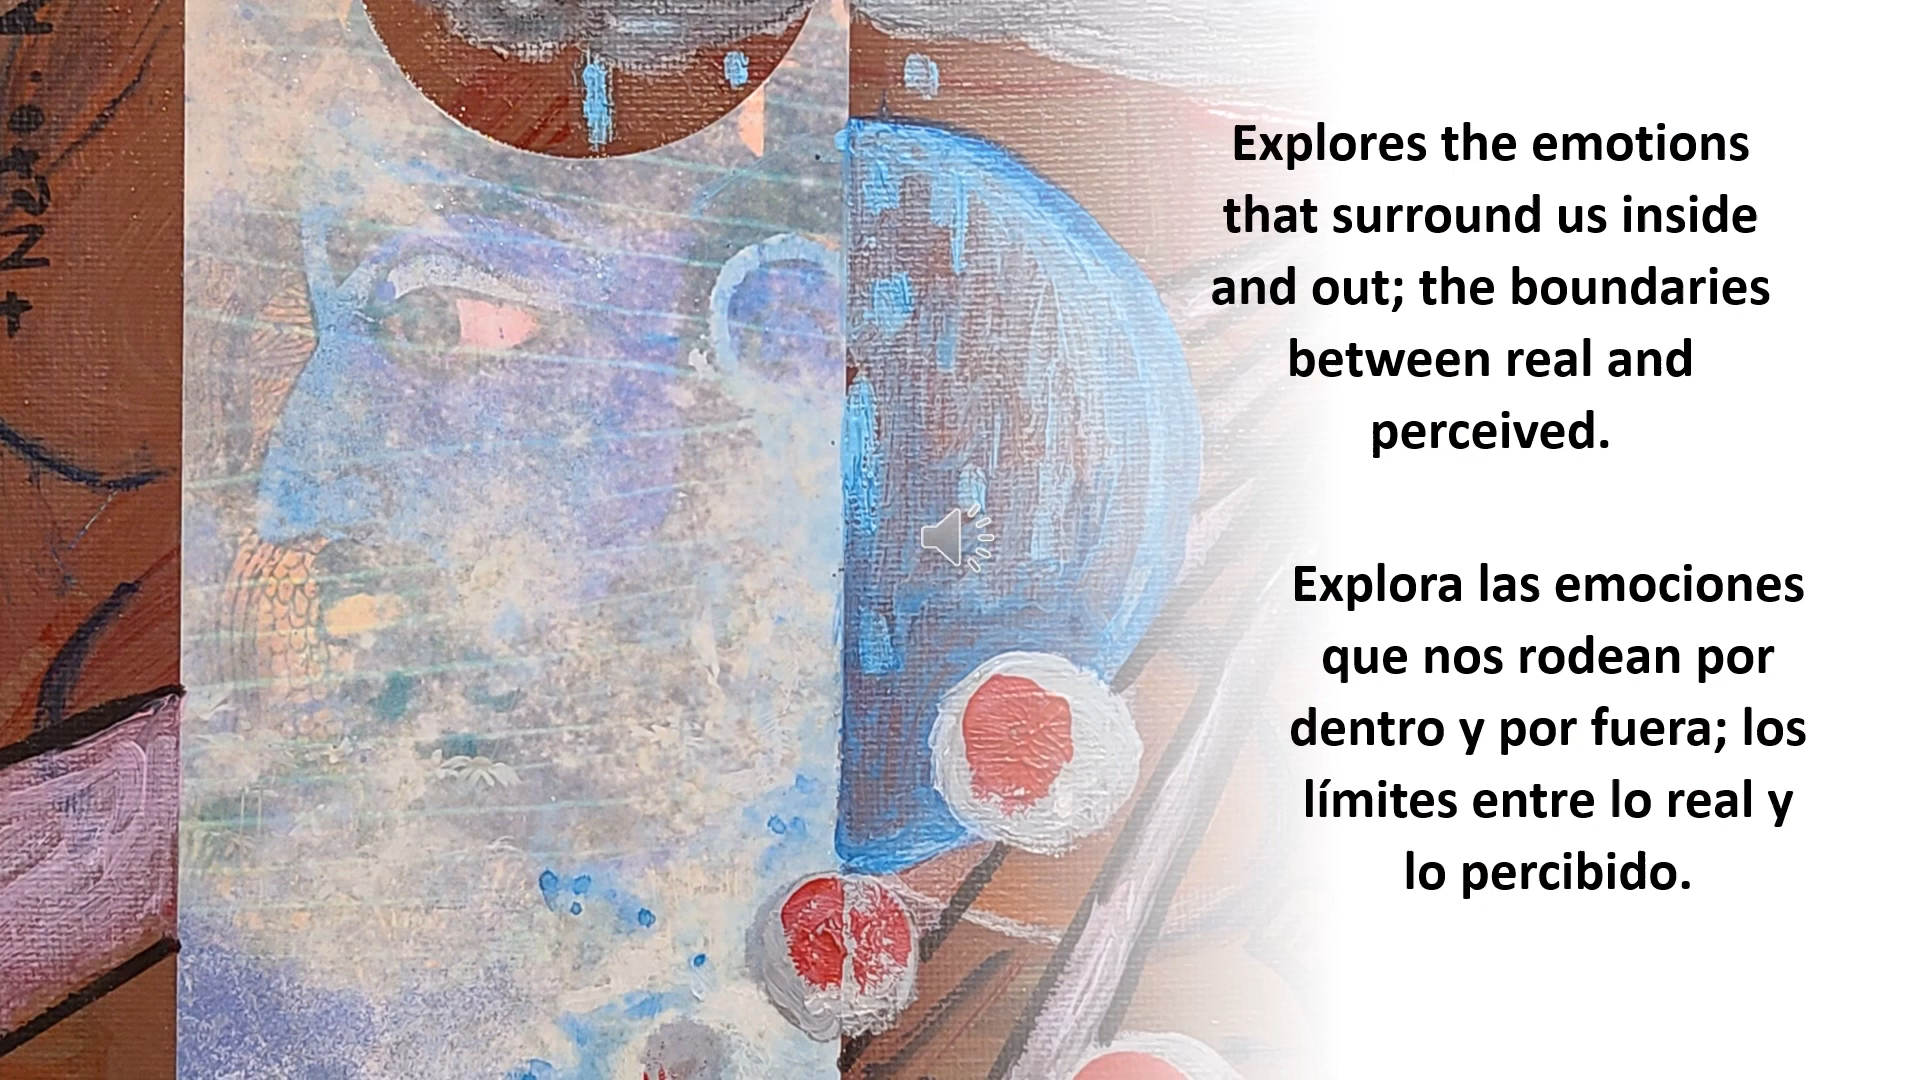 Explores the emotions
that surround us inside
and out; the boundaries
between real and
perceived.
Explora las emociones
que nos rodean por
dentro y por fuera; los
límites entre lo real y
lo percibido.